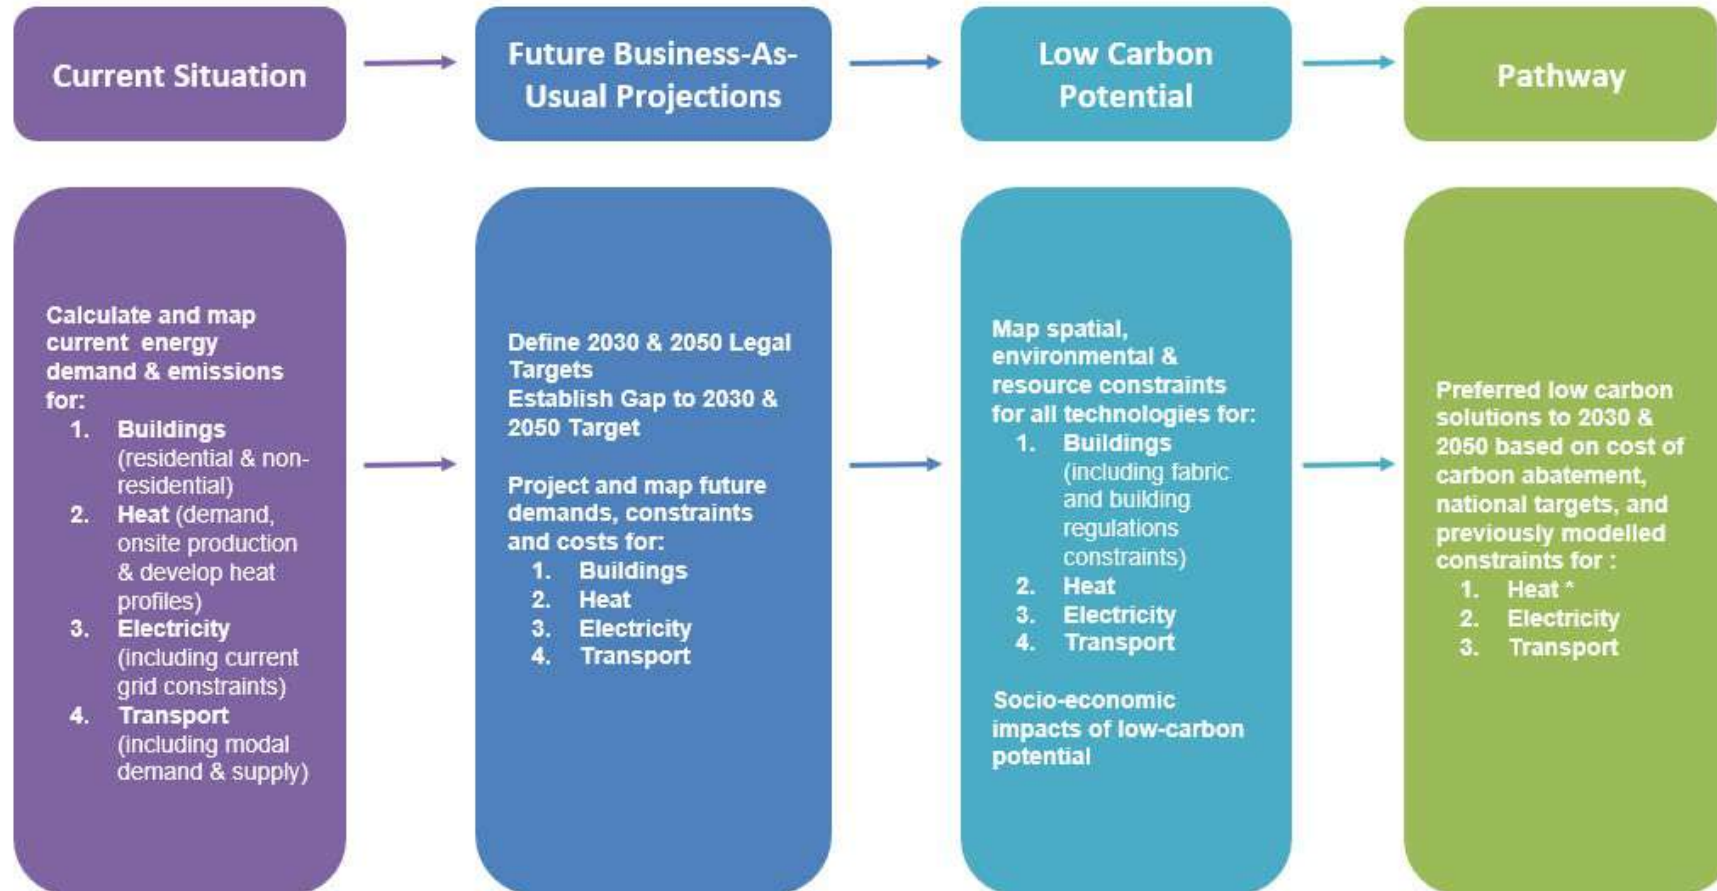 Current Situation
Future Business-As-
Usual Projections
Low Carbon
Potential
Pathway
Calculate and map
current energy
demand & emissions
for:
1. Buildings
(residential & non-
residential)
2. Heat (demand,
onsite production
& develop heat
profiles)
3. Electricity
(including current
grid constraints)
4. Transport
(including modal
demand & supply)
Define 2030 & 2050 Legal
Targets
Establish Gap to 2030 &
2050 Target
Project and map future
demands, constraints
and costs for:
1. Buildings
2. Heat
3. Electricity
4. Transport
Map spatial,
environmental &
resource constraints
for all technologies for:
1. Buildings
(including fabric
and building
regulations
constraints)
2. Heat
3. Electricity
4. Transport
Socio-economic
impacts of low-carbon
potential
Preferred low carbon
solutions to 2030 &
2050 based on cost of
carbon abatement,
national targets, and
previously modelled
constraints for :
1. Heat *
2. Electricity
3. Transport